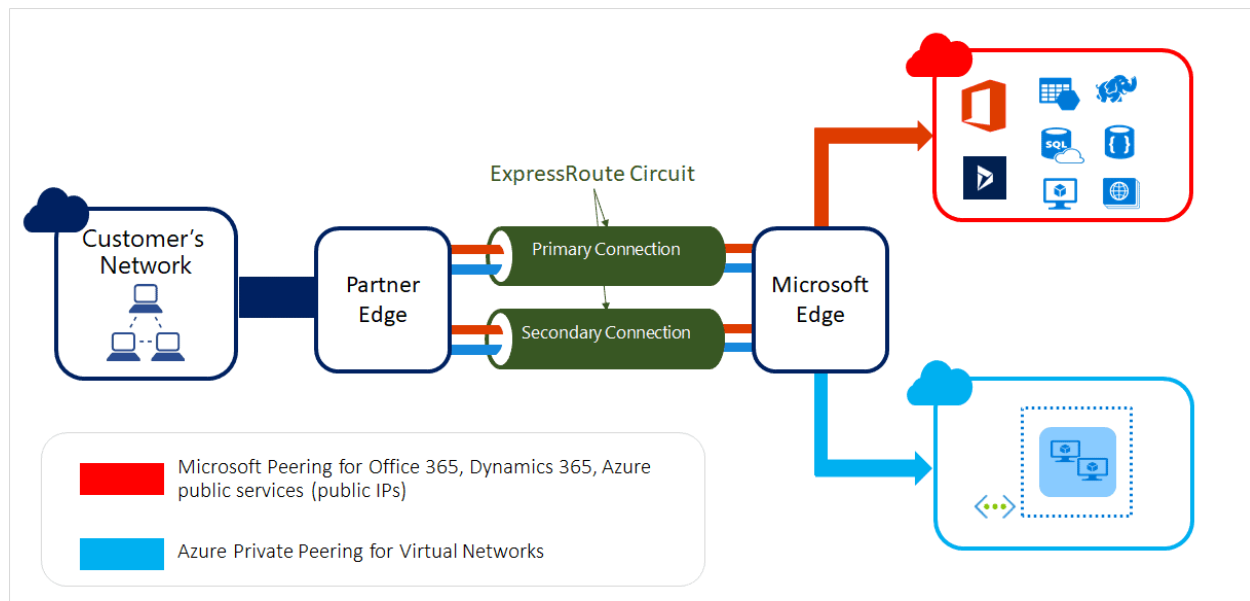 ExpressRoute Circuit
Customer's
Network
Partner
Edge
Primary Connection
Secondary Connection
Microsoft
Edge
SQL
{ }
Microsoft Peering for Office 365, Dynamics 365, Azure
public services (public IPs)
Azure Private Peering for Virtual Networks